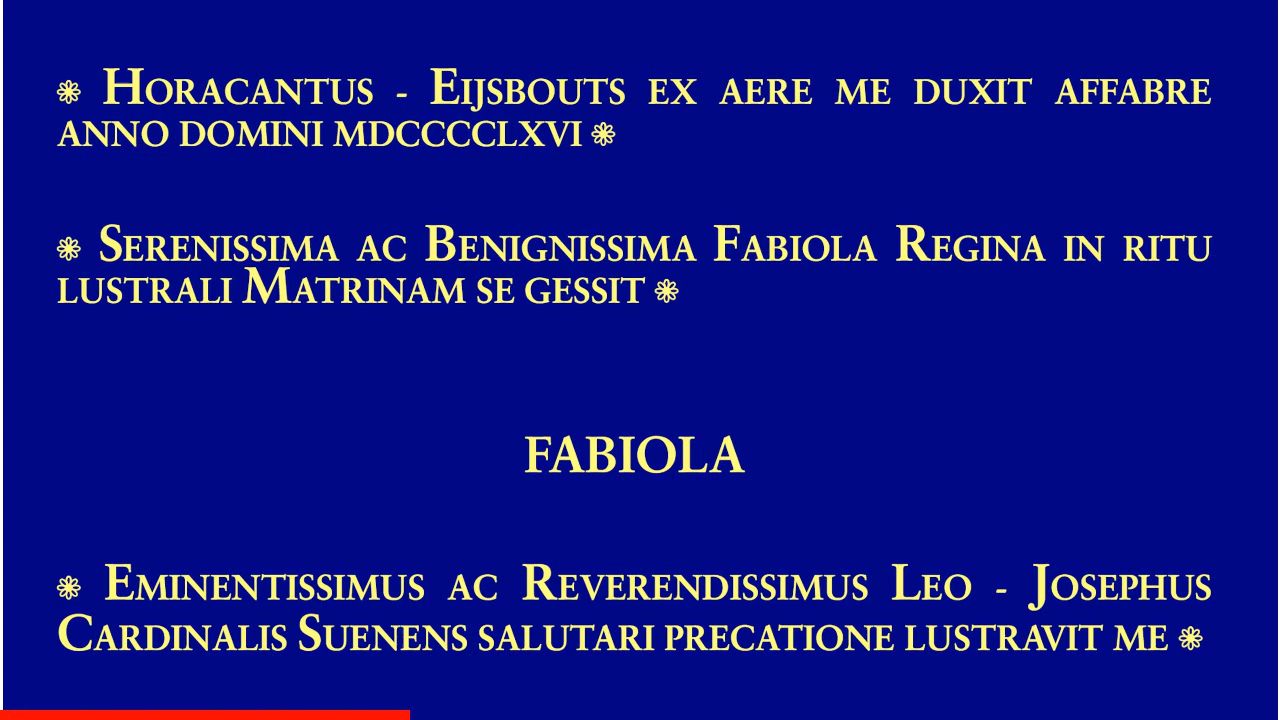 ❃ Horacantus - Eijsbouts ex aere me duxit affabre
anno domini MDCCCCLXVI ❃
❃ Serenissima ac Benignissima Fabiola Regina in ritu
lustrali Matrinam se gessit ❃
FABIOLA
❃ Eminentissimus ac Reverendissimus Leo - Josephus
Cardinalis Suenens salutari precatione lustravit me ❃